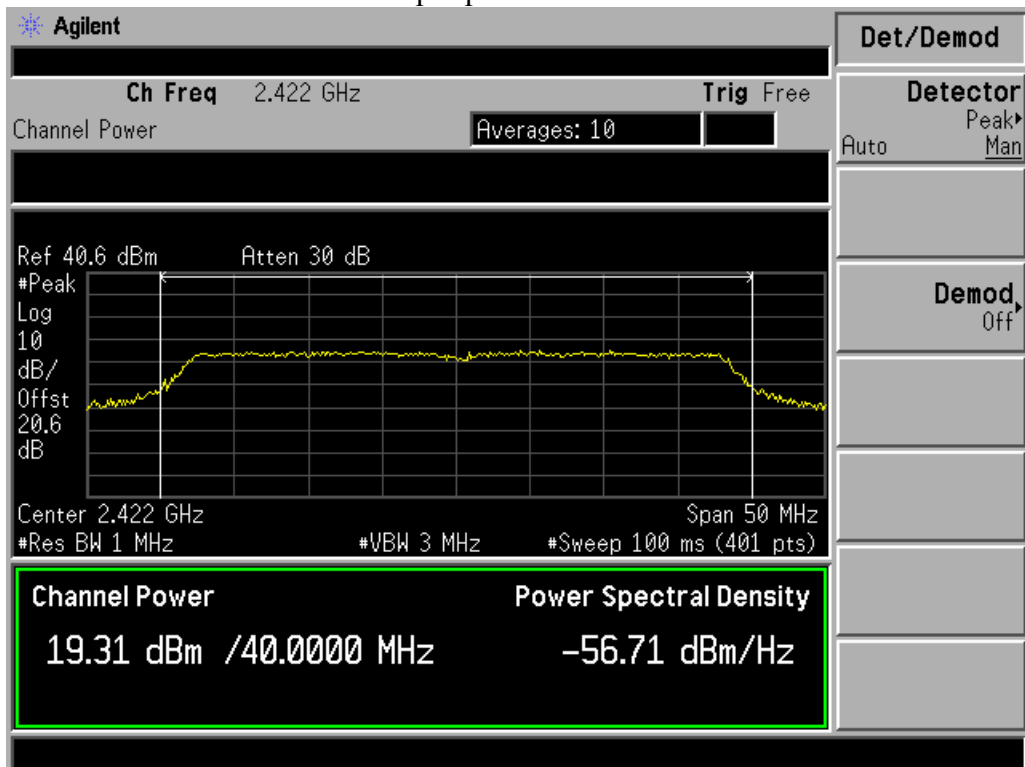 Agilent
Det/Demod
Ch Freq 2.422 GHz Trig Free
Channel Power Averages: 10
Detector
Peak
Auto Man
Ref 40.6 dBm Atten 30 dB
#Peak
Log
10
dB/
Offst
20.6
dB
Demod
Off
Center 2.422 GHz Span 50 MHz
#Res BW 1 MHz #VBW 3 MHz #Sweep 100 ms (401 pts)
Channel Power Power Spectral Density
19.31 dBm /40.0000 MHz -56.71 dBm/Hz